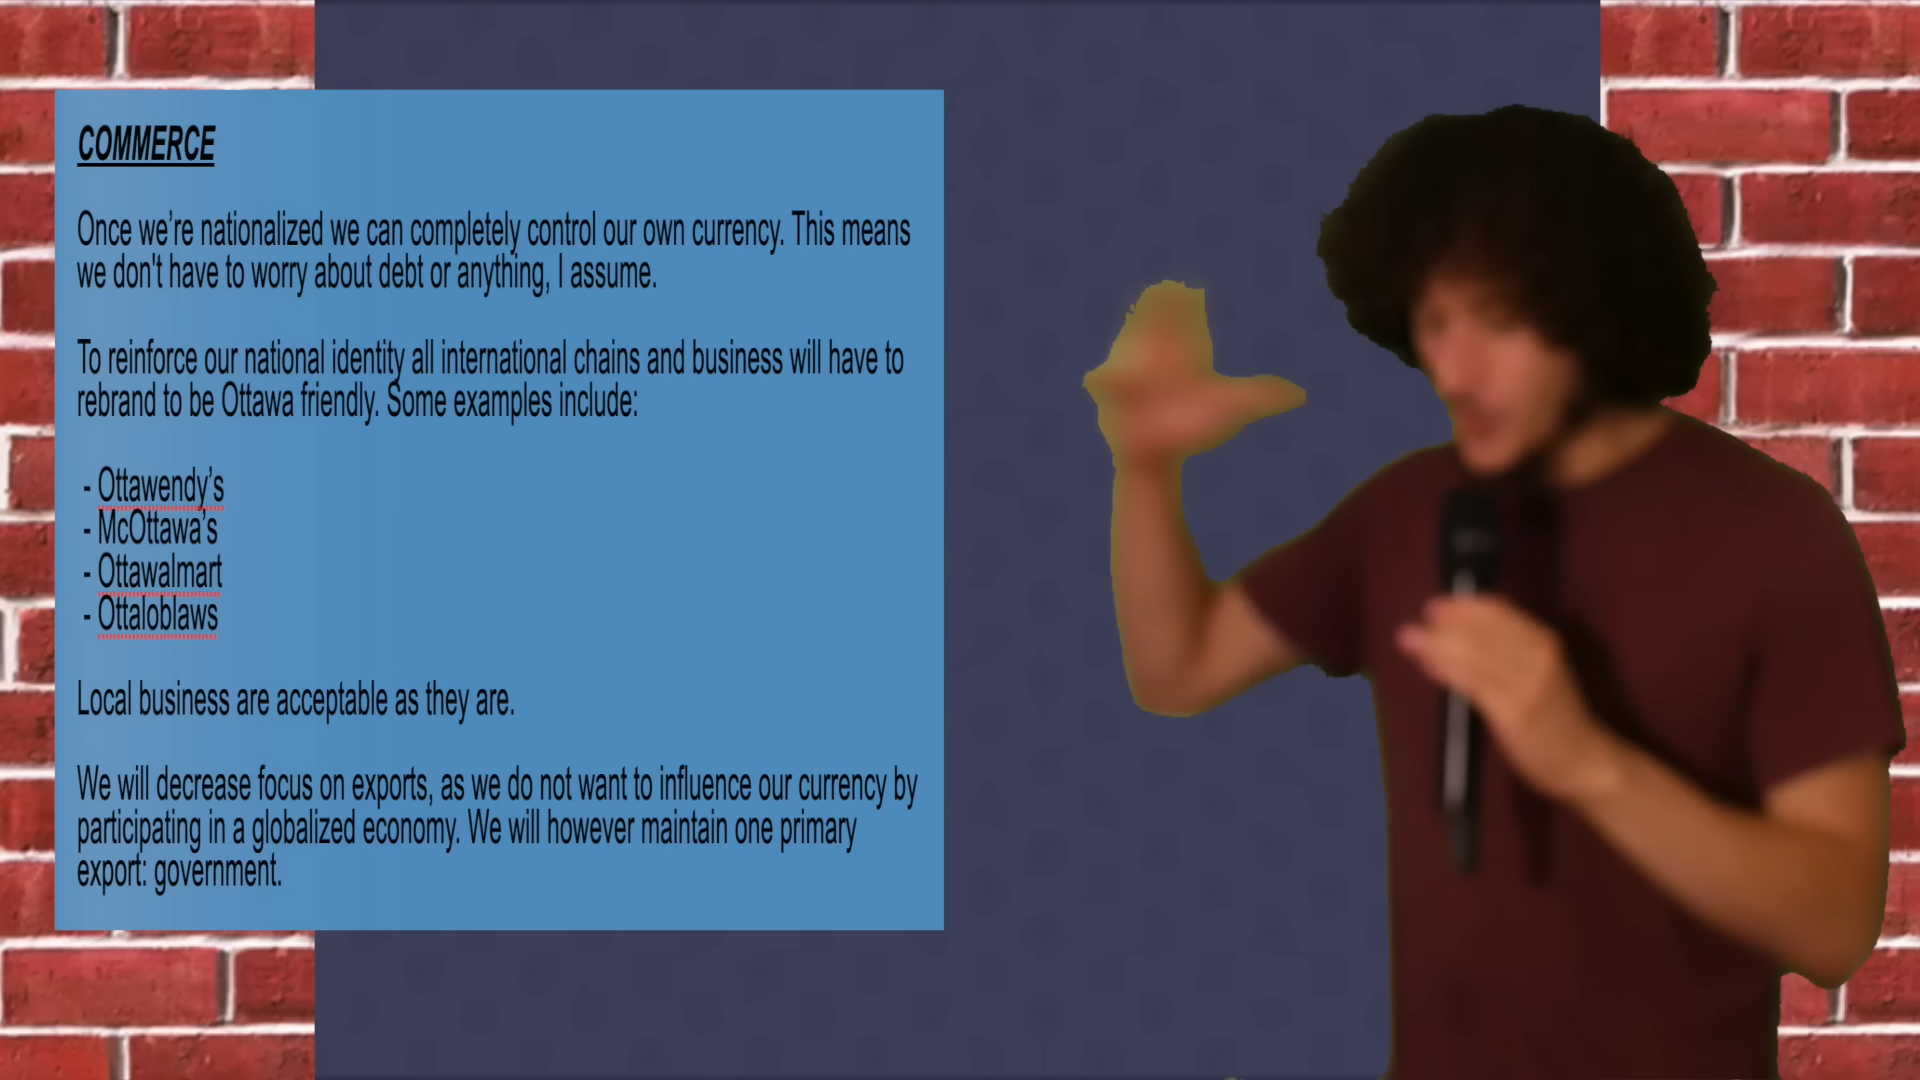 COMMERCE
Once we’re nationalized we can completely control our own currency. This means
we don't have to worry about debt or anything, I assume.
To reinforce our national identity all international chains and business will have to
rebrand to be Ottawa friendly. Some examples include:
- Ottawendy’s
- McOttawa’s
- Ottawalmart
- Ottaloblaws
Local business are acceptable as they are.
We will decrease focus on exports, as we do not want to influence our currency by
participating in a globalized economy. We will however maintain one primary
export: government.